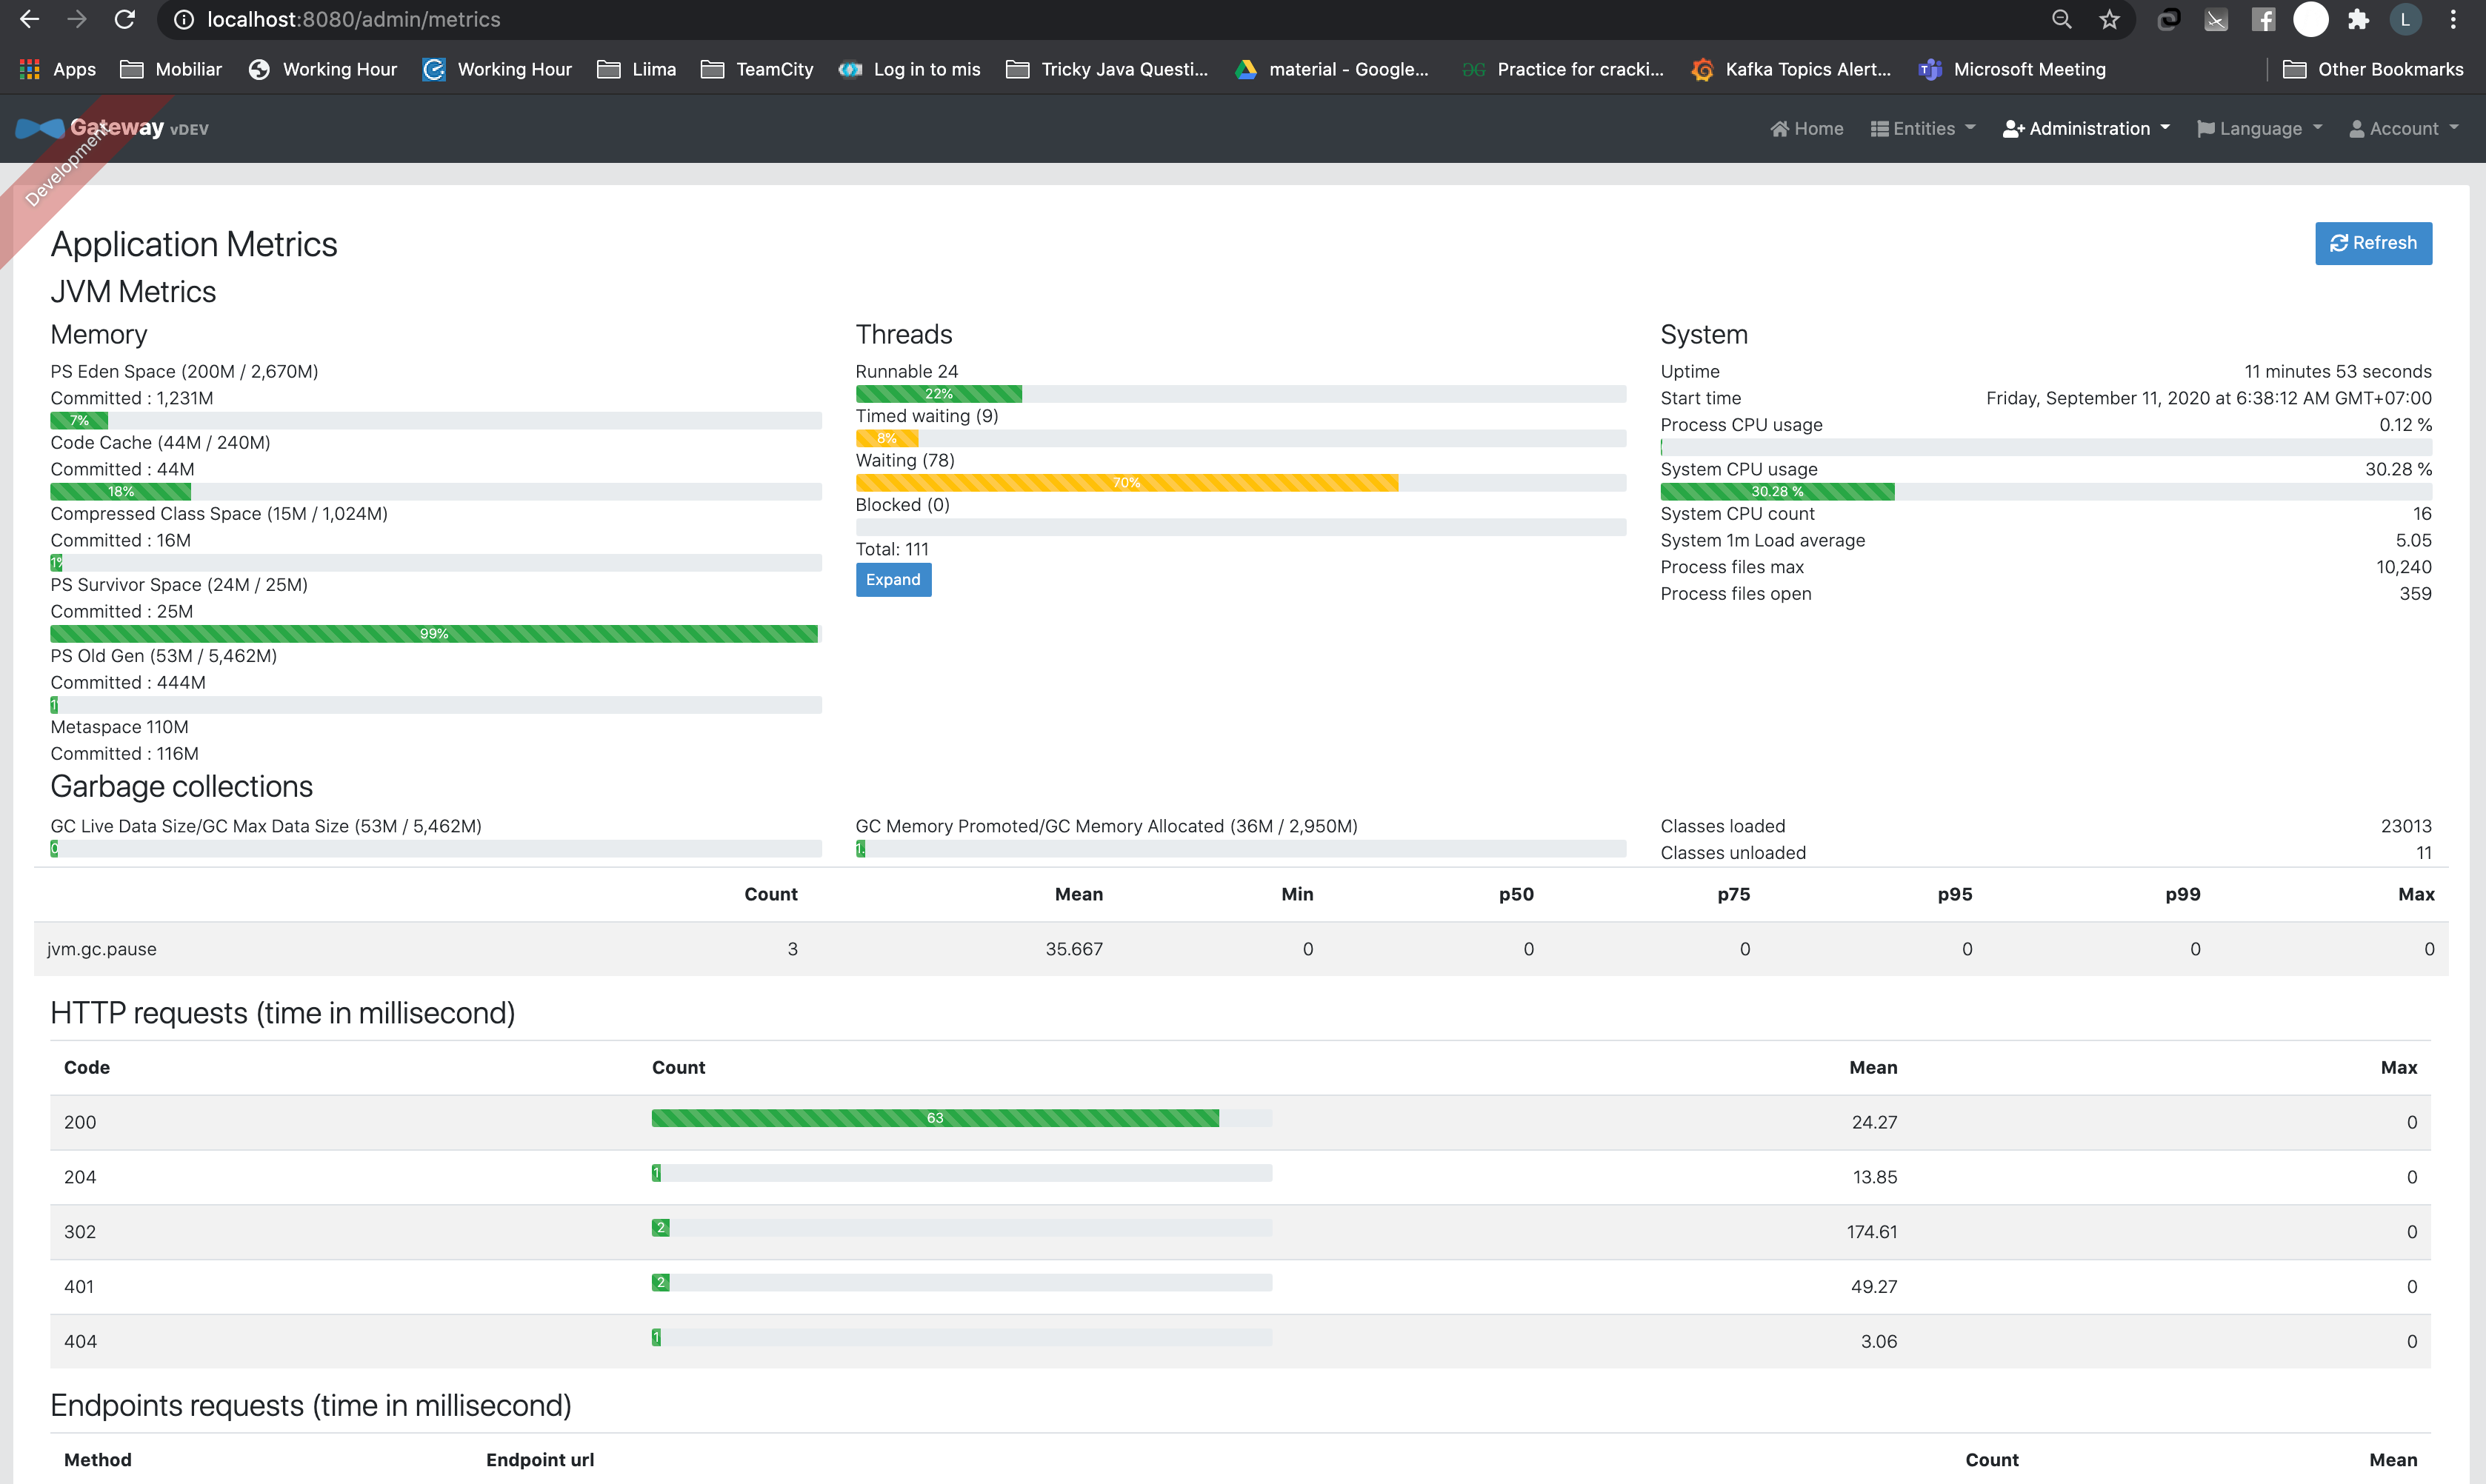 localhost:8080/admin/metrics
L
Apps Mobiliar Working Hour Working Hour Liima TeamCity Log in to mis Tricky Java Questi... material - Google... Practice for cracki... Kafka Topics Alert... Microsoft Meeting Other Bookmarks
Gateway vDEV Home Entities Administration Language Account
Development
Application Metrics Refresh
JVM Metrics
Memory
PS Eden Space (200M / 2,670M)
Committed : 1,231M
7%
Code Cache (44M / 240M)
Committed : 44M
18%
Compressed Class Space (15M / 1,024M)
Committed : 16M
1%
PS Survivor Space (24M / 25M)
Committed : 25M
99%
PS Old Gen (53M / 5,462M)
Committed : 444M
1
Metaspace 110M
Committed : 116M
Threads
Runnable 24
22%
Timed waiting (9)
8%
Waiting (78)
70%
Blocked (0)
Total: 111
Expand
System
Uptime 11 minutes 53 seconds
Start time Friday, September 11, 2020 at 6:38:12 AM GMT+07:00
Process CPU usage 0.12 %
System CPU usage 30.28 %
30.28 %
System CPU count 16
System 1m Load average 5.05
Process files max 10,240
Process files open 359
Garbage collections
GC Live Data Size/GC Max Data Size (53M / 5,462M)
0
GC Memory Promoted/GC Memory Allocated (36M / 2,950M)
1.
Classes loaded 23013
Classes unloaded 11
Count Mean Min p50 p75 p95 p99 Max
jvm.gc.pause 3 35.667 0 0 0 0 0 0
HTTP requests (time in millisecond)
Code Count Mean Max
200 63 24.27 0
204 1 13.85 0
302 2 174.61 0
401 2 49.27 0
404 1 3.06 0
Endpoints requests (time in millisecond)
Method Endpoint url Count Mean